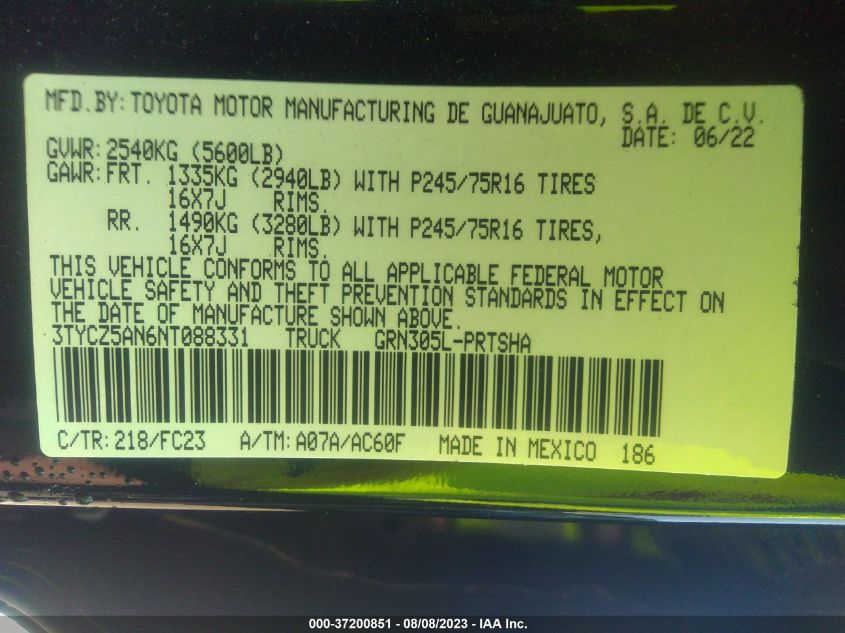 MFD.BY: TOYOTA MOTOR MANUFACTURING DE GUANAJUATO, S.A. DE C.V.
DATE: 06/22
GVWR: 2540KG (5600LB)
GAWR: FRT. 1335KG (2940LB) WITH P245/75R16 TIRES
16X7J RIMS,
RR. 1490KG (3280LB) WITH P245/75R16 TIRES,
16X7J RIMS.
THIS VEHICLE CONFORMS TO ALL APPLICABLE FEDERAL MOTOR
VEHICLE SAFETY AND THEFT PREVENTION STANDARDS IN EFFECT ON
THE DATE OF MANUFACTURE SHOWN ABOVE.
3TYCZ5AN6NT088331 TRUCK GRN305L-PRTSHA
C/TR: 218/FC23 A/TM: A07A/AC60F MADE IN MEXICO 186
000-37200851 - 08/08/2023 - IAA Inc.